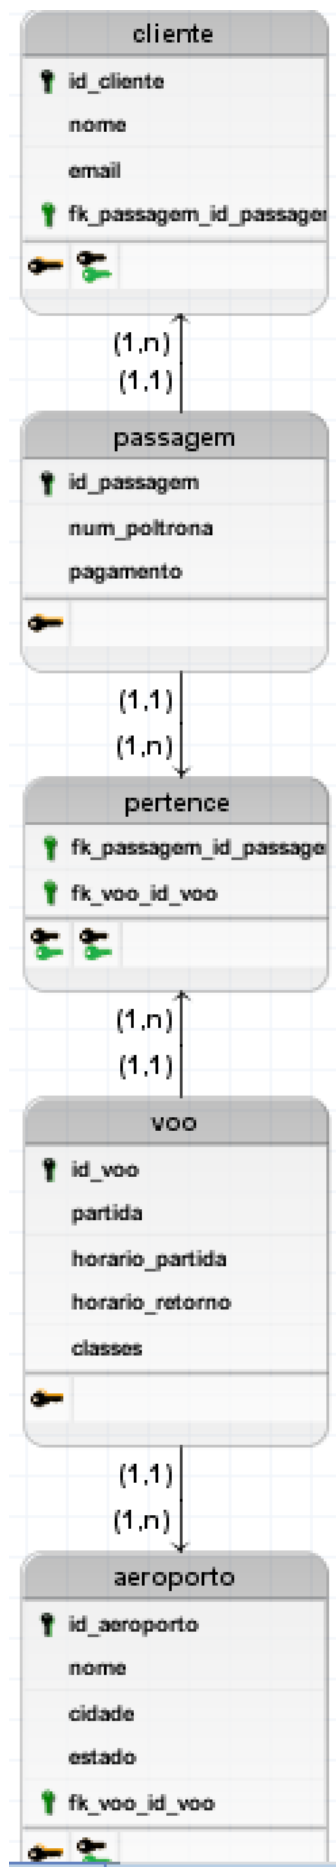 cliente
id_cliente
nome
email
fk_passagem_id_passager
(1,n)
(1,1)
passagem
id_passagem
num_poltrona
pagamento
(1,1)
(1,n)
pertence
fk_passagem_id_passage
fk_voo_id_voo
(1,n)
(1,1)
voo
id_voo
partida
horario_partida
horario_retorno
classes
(1,1)
(1,n)
aeroporto
id_aeroporto
nome
cidade
estado
fk_voo_id_voo